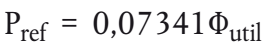 P_ref = 0,07341Φ_util